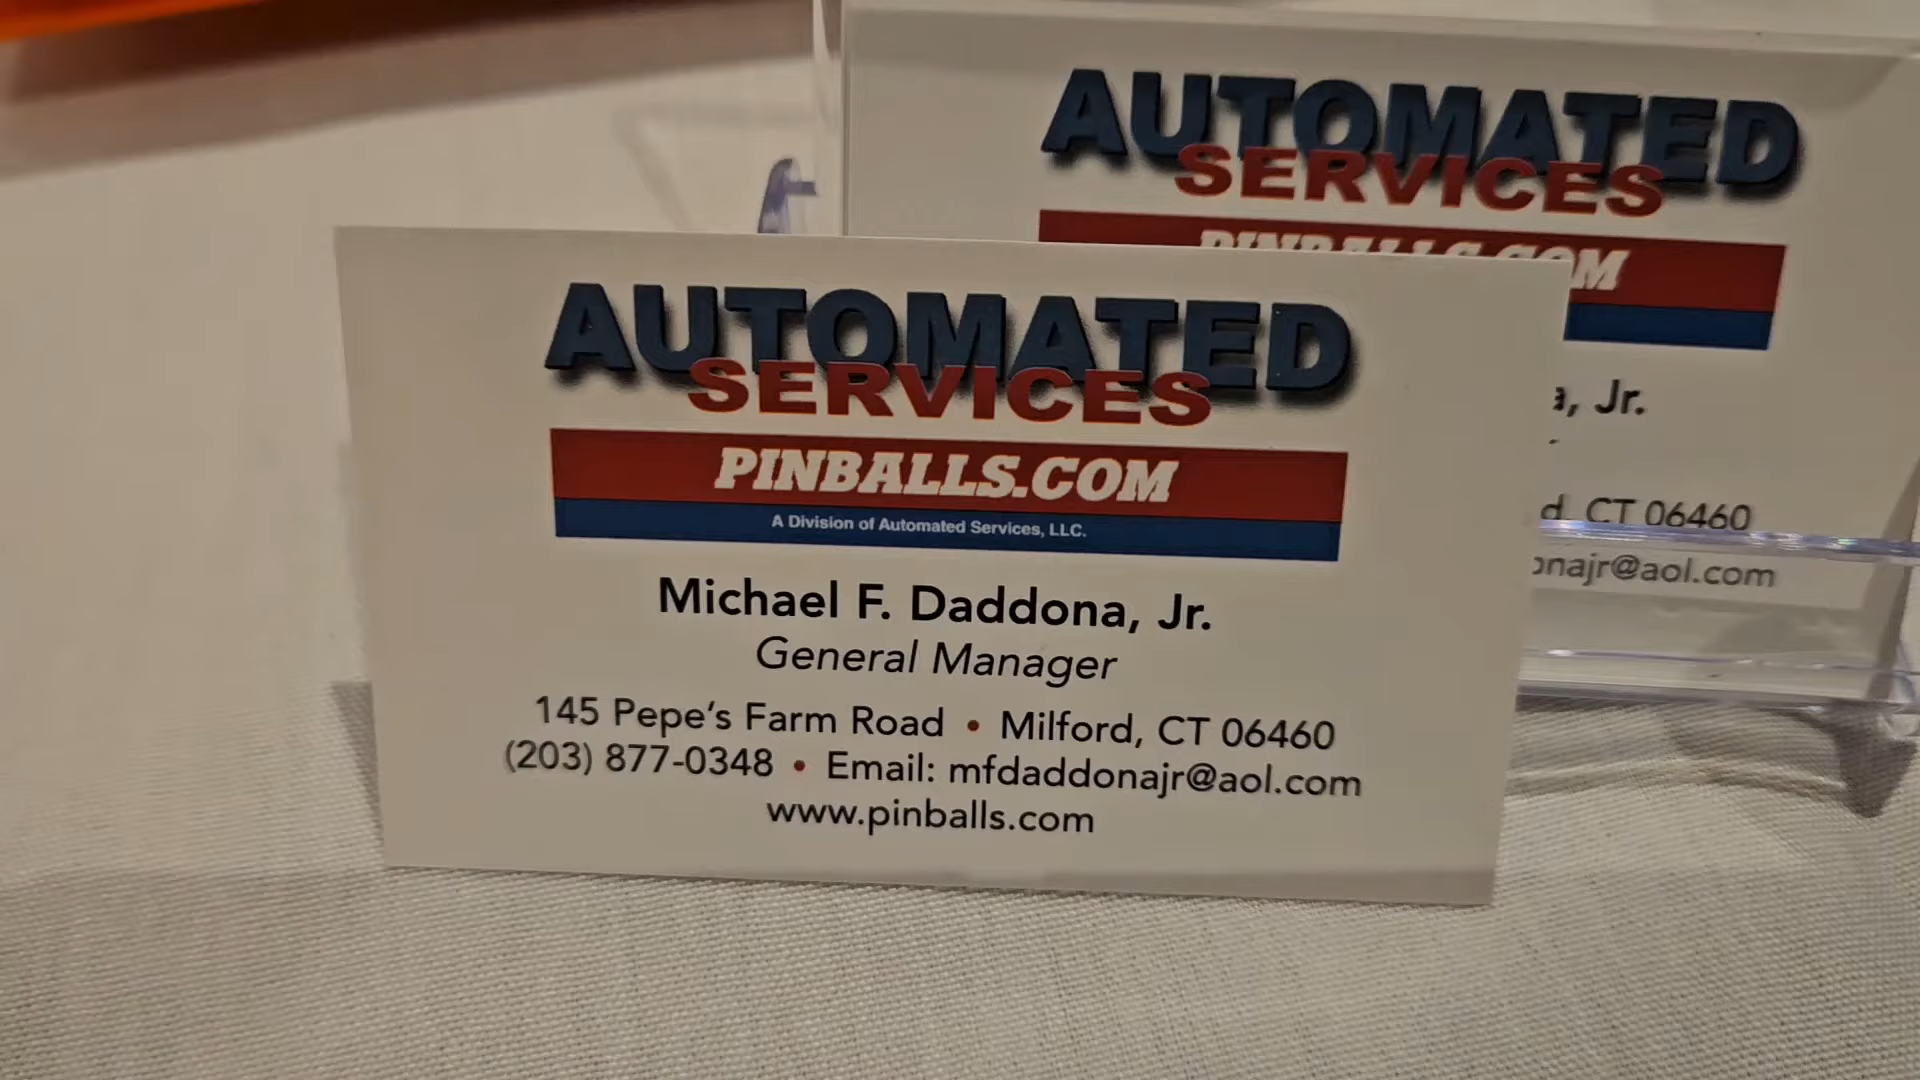 AUTOMATED
SERVICES
PINBALLS.COM
A Division of Automated Services, LLC.
Michael F. Daddona, Jr.
General Manager
145 Pepe's Farm Road • Milford, CT 06460
(203) 877-0348 • Email: mfdaddonajr@aol.com
www.pinballs.com
AUTOMATED
SERVICES
PINBALLS.COM
a, Jr.
d, CT 06460
onajr@aol.com